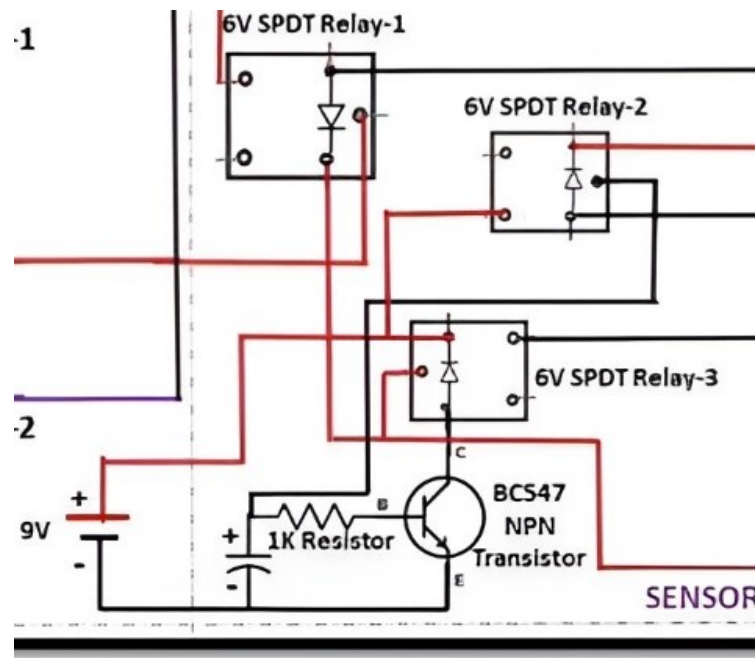 6V SPDT Relay-1
-1
6V SPDT Relay-2
6V SPDT Relay-3
-2
C
+
BC547
9V
B
NPN
+
1K Resistor
Transistor
-
-
E
SENSOR